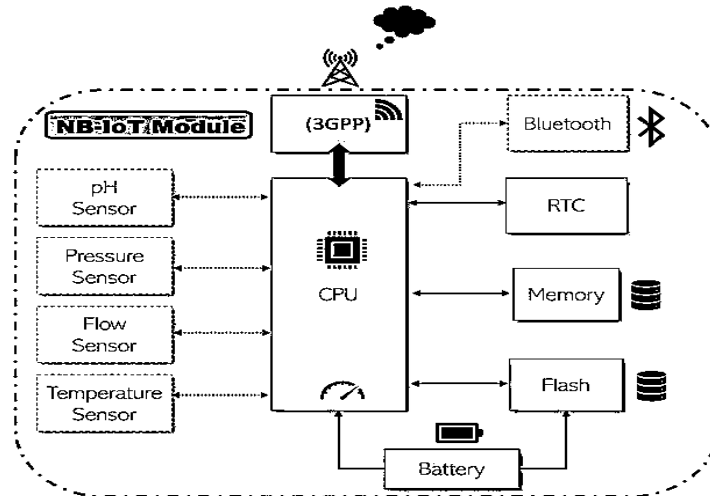 NB-IoT Module
(3GPP)
Bluetooth
pH
Sensor
RTC
Pressure
Sensor
CPU
Memory
Flow
Sensor
Temperature
Sensor
Flash
Battery